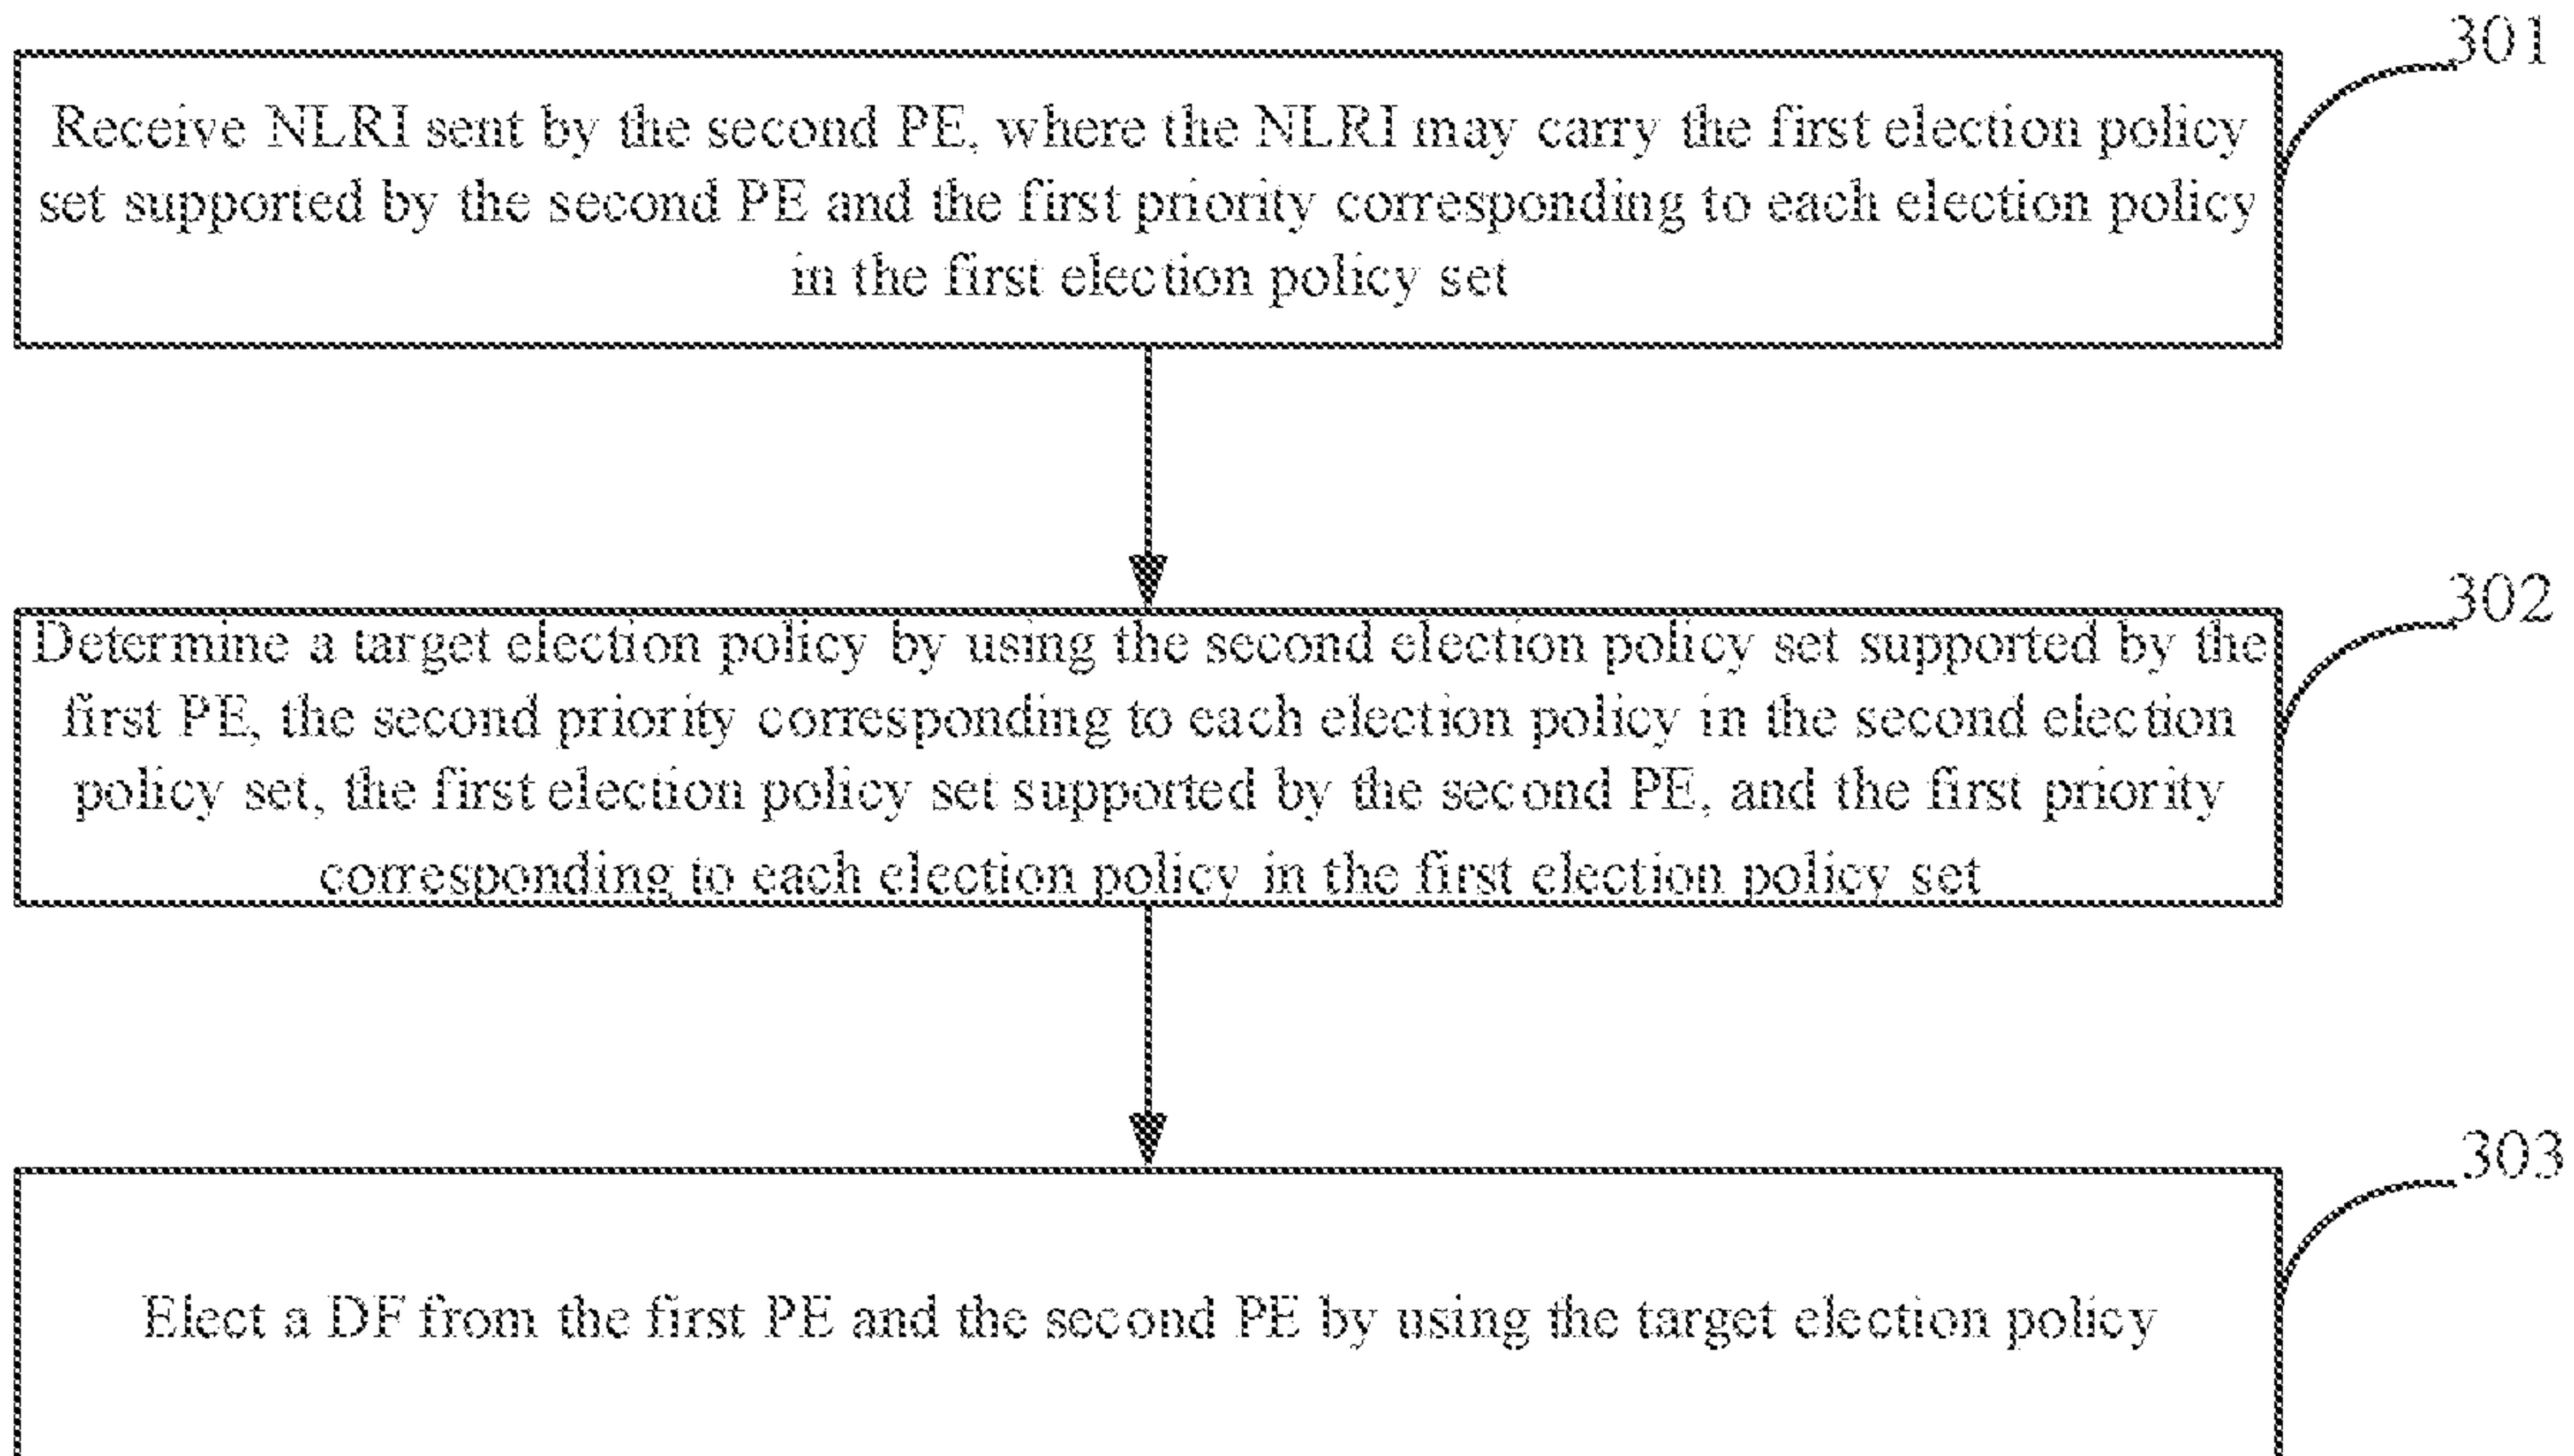 301
Receive NLRI sent by the second PE, where the NLRI may carry the first election policy
set supported by the second PE and the first priority corresponding to each election policy
in the first election policy set
302
Determine a target election policy by using the second election policy set supported by the
first PE, the second priority corresponding to each election policy in the second election
policy set, the first election policy set supported by the second PE, and the first priority
corresponding to each election policy in the first election policy set
303
Elect a DF from the first PE and the second PE by using the target election policy